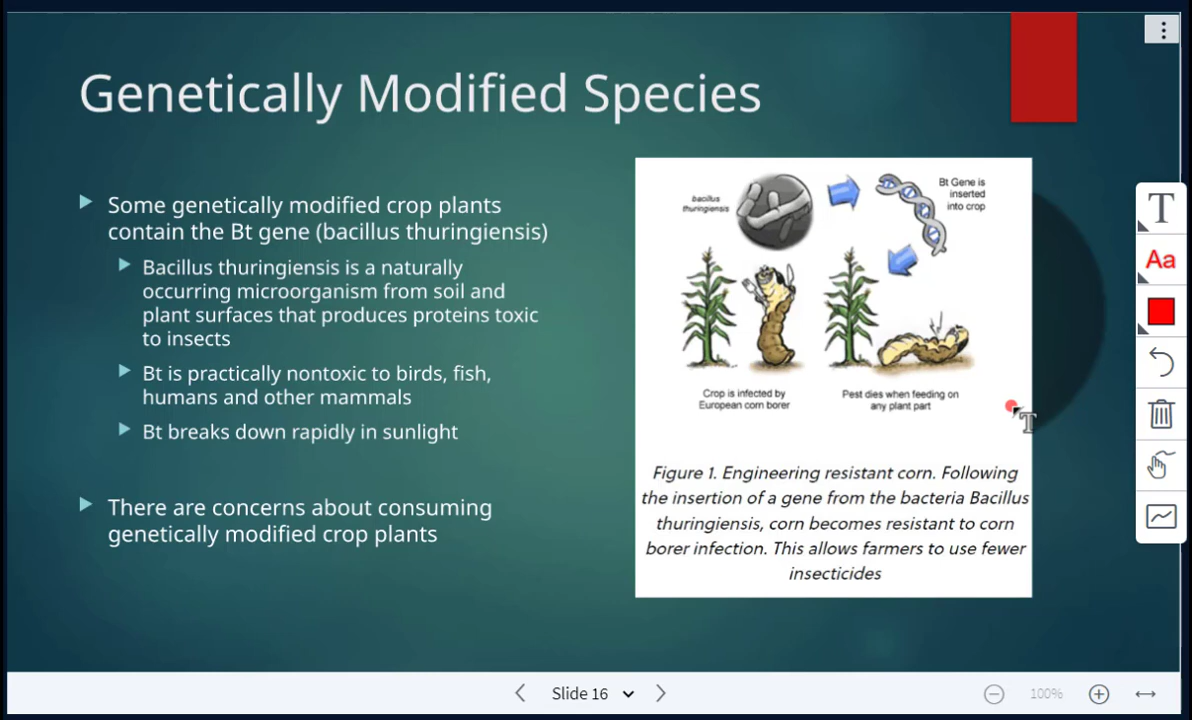 Genetically Modified Species
Some genetically modified crop plants
contain the Bt gene (bacillus thuringiensis)
Bacillus thuringiensis is a naturally
occurring microorganism from soil and
plant surfaces that produces proteins toxic
to insects
Bt is practically nontoxic to birds, fish,
humans and other mammals
Bt breaks down rapidly in sunlight
There are concerns about consuming
genetically modified crop plants
bacillus
thuringiensis
Bt Gene is
inserted
into crop
Crop is infected by
European corn borer
Pest dies when feeding on
any plant part
Figure 1. Engineering resistant corn. Following
the insertion of a gene from the bacteria Bacillus
thuringiensis, corn becomes resistant to corn
borer infection. This allows farmers to use fewer
insecticides
T
Aa
T
Slide 16
100%